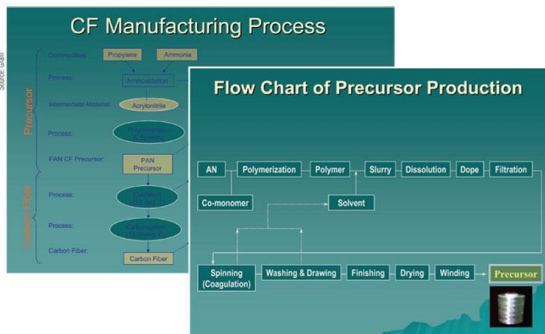 CF Manufacturing Process
Commodities:
Propylene
Ammonia
Process:
Ammoxidation
Intermediate Material:
Acrylonitrile
Process:
PAN CF Precursor:
PAN
Precursor
Process:
Process:
Carbon Fiber:
Carbon Fiber
Precursor
Carbon Fiber
Flow Chart of Precursor Production
AN
Polymerization
Polymer
Slurry
Dissolution
Dope
Filtration
Co-monomer
Solvent
Spinning
(Coagulation)
Washing & Drawing
Finishing
Drying
Winding
Precursor